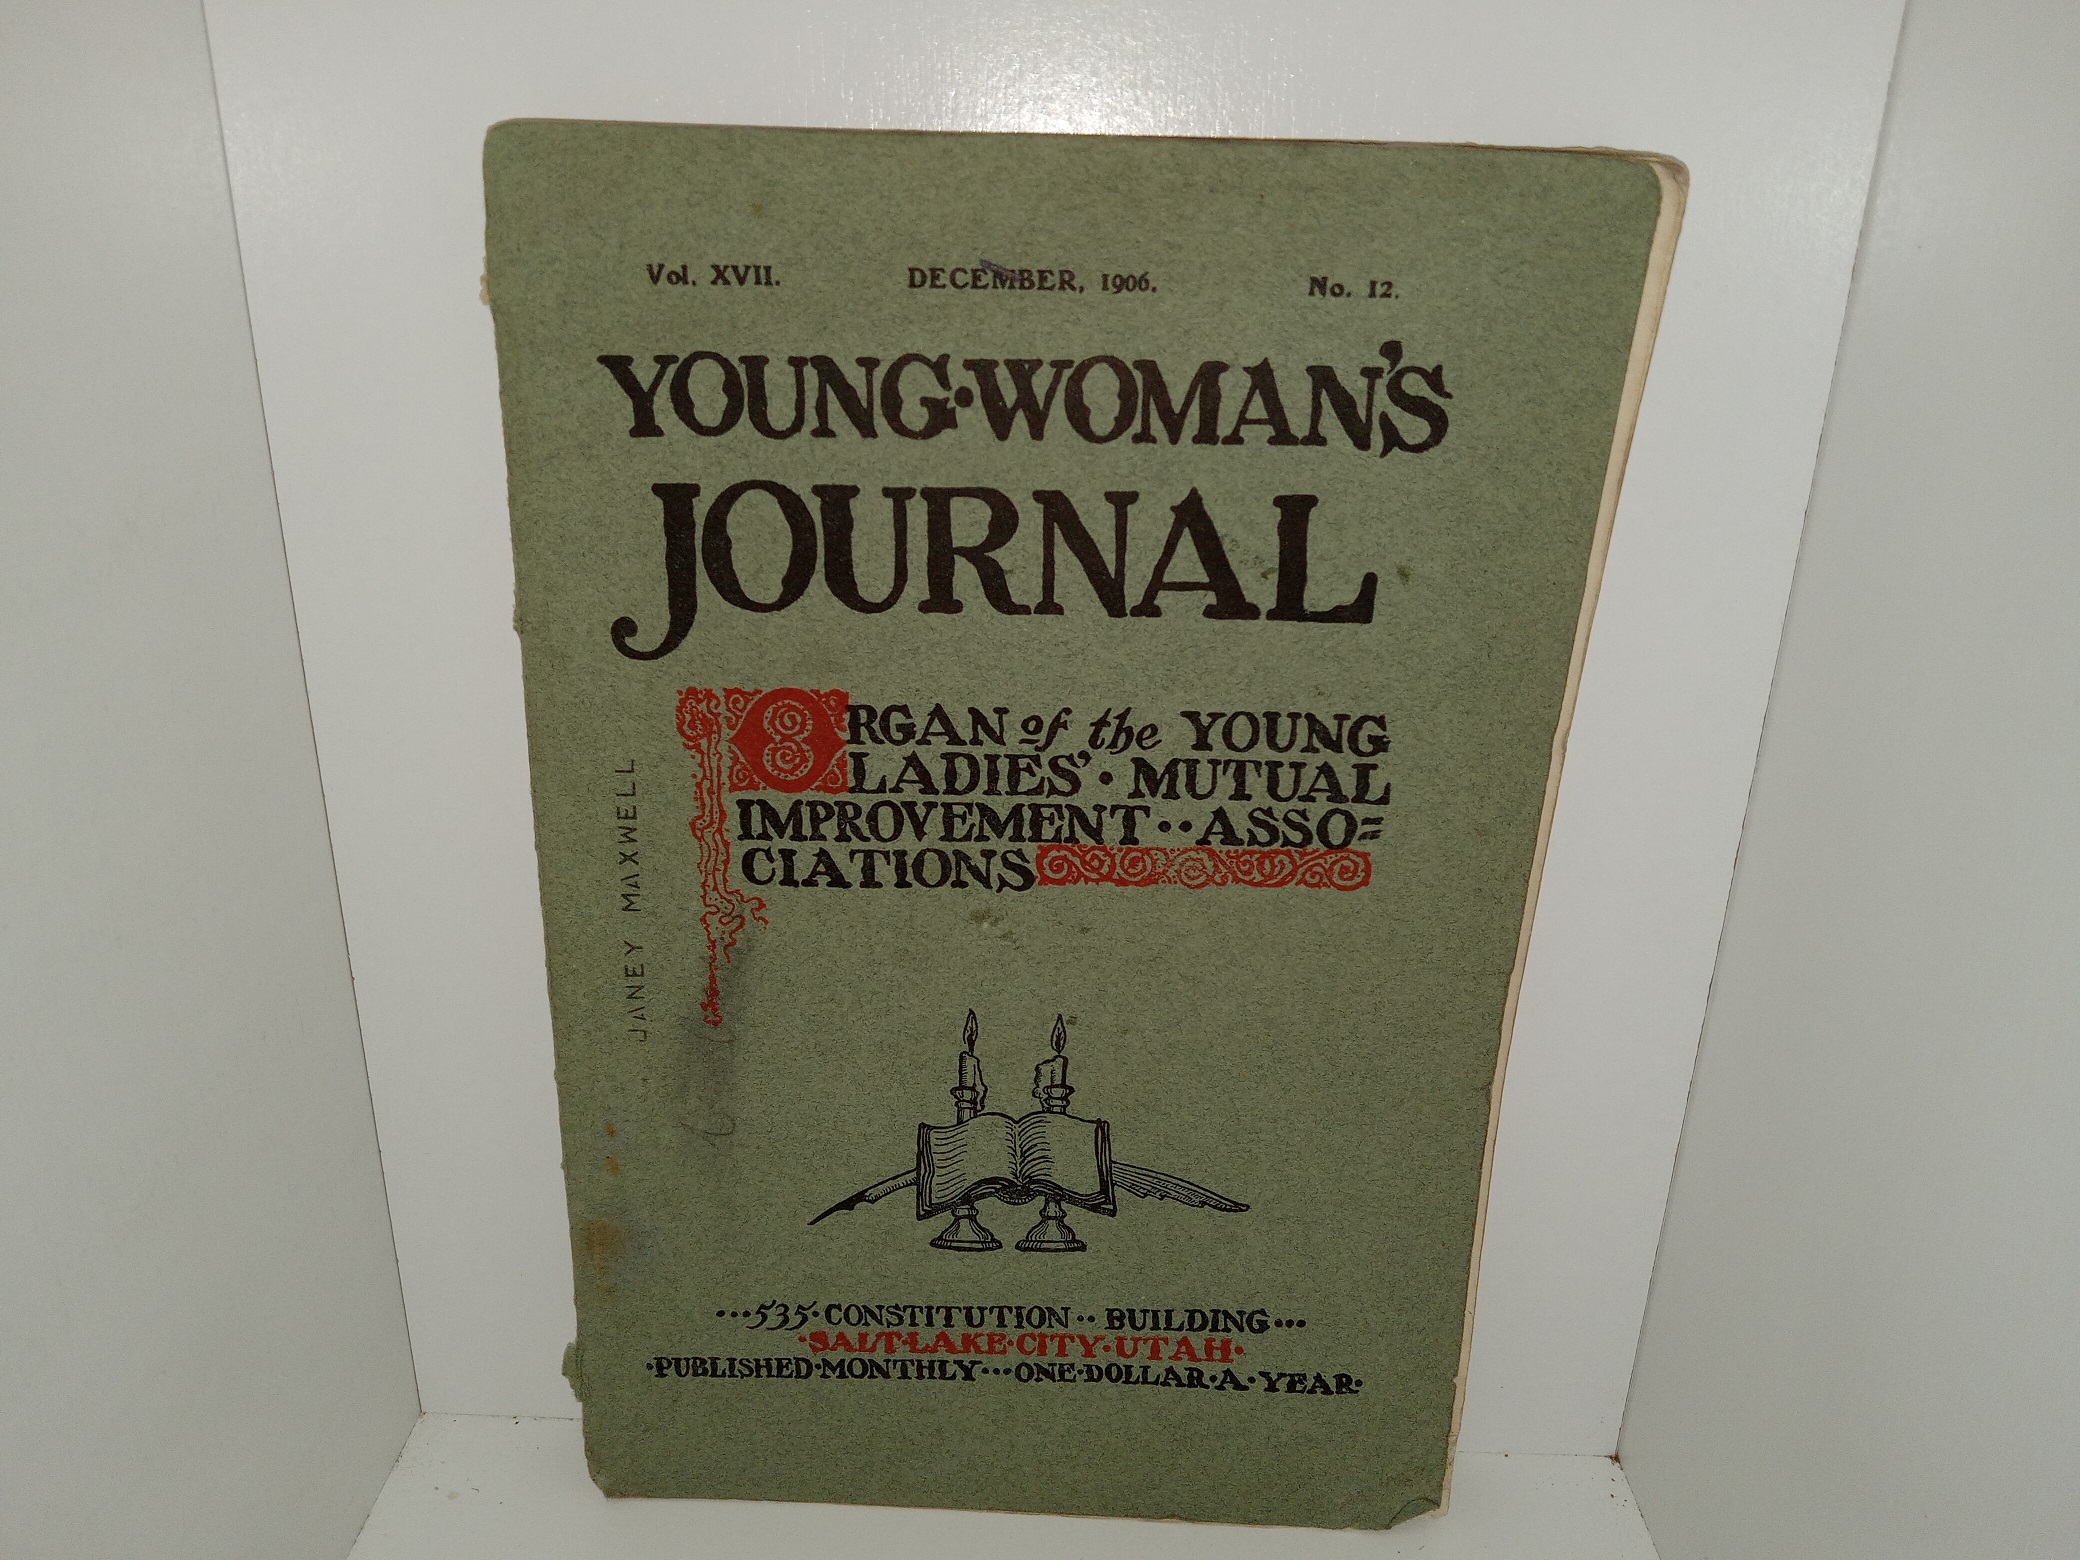 Vol. XVII. DECEMBER, 1906. No. 12.
YOUNG·WOMAN'S
JOURNAL
ORGAN of the YOUNG
LADIES'· MUTUAL
IMPROVEMENT··ASSO=
CIATIONS
JANEY MAXWELL
···535·CONSTITUTION··BUILDING···
·SALT·LAKE·CITY·UTAH·
·PUBLISHED·MONTHLY···ONE·DOLLAR·A·YEAR·